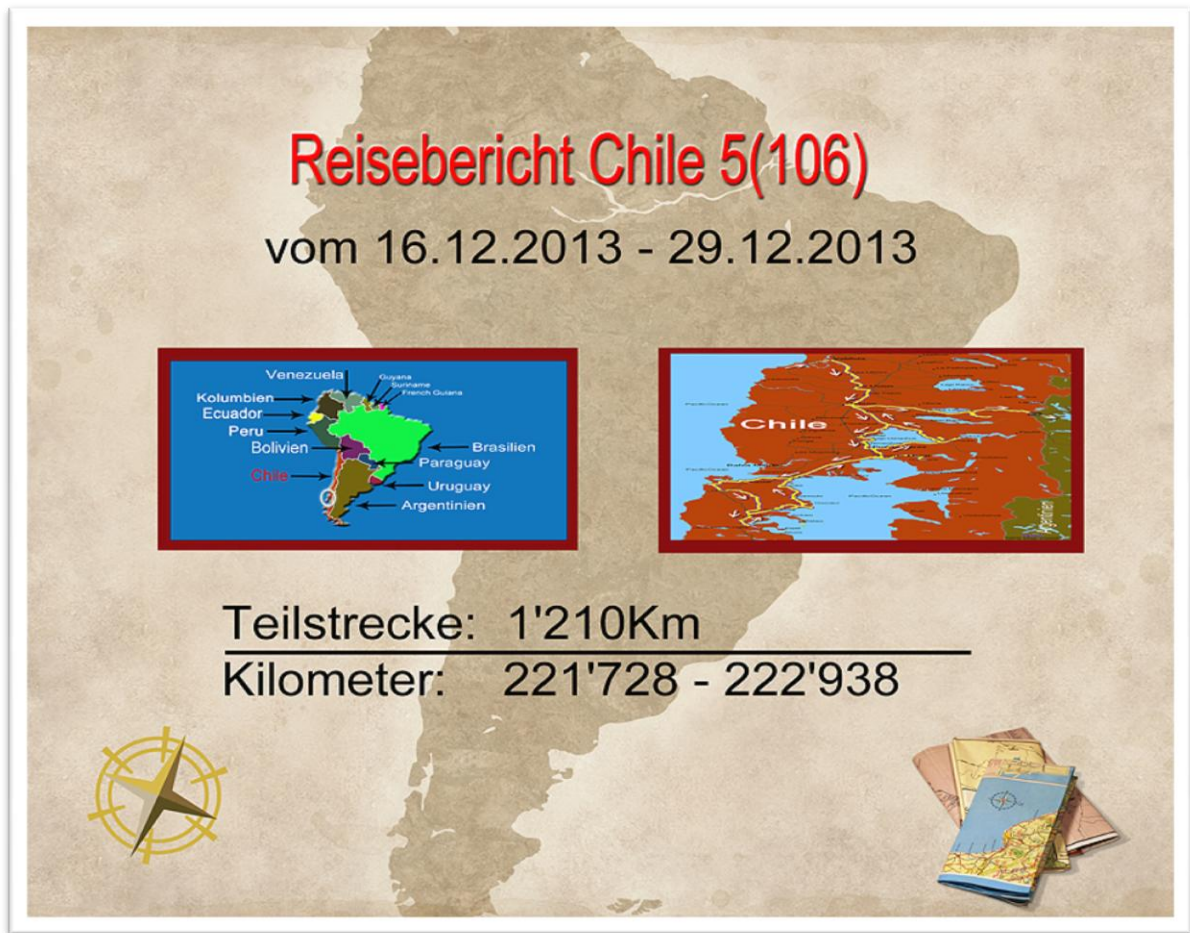 Reisebericht Chile 5(106)
vom 16.12.2013 - 29.12.2013
Venezuela
Guyana
Suriname
French Guiana
Kolumbien
Ecuador
Peru
Bolivien
Brasilien
Paraguay
Chile
Uruguay
Argentinien
Chile
Argentinien
Teilstrecke: 1'210Km
Kilometer: 221'728 - 222'938